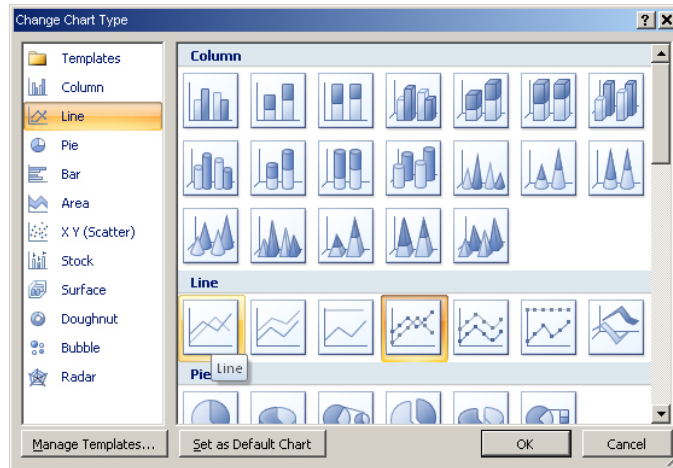 Change Chart Type
Templates
Column
Line
Pie
Bar
Area
X Y (Scatter)
Stock
Surface
Doughnut
Bubble
Radar
Column
Line
Line
Pie
Manage Templates...
Set as Default Chart
OK
Cancel